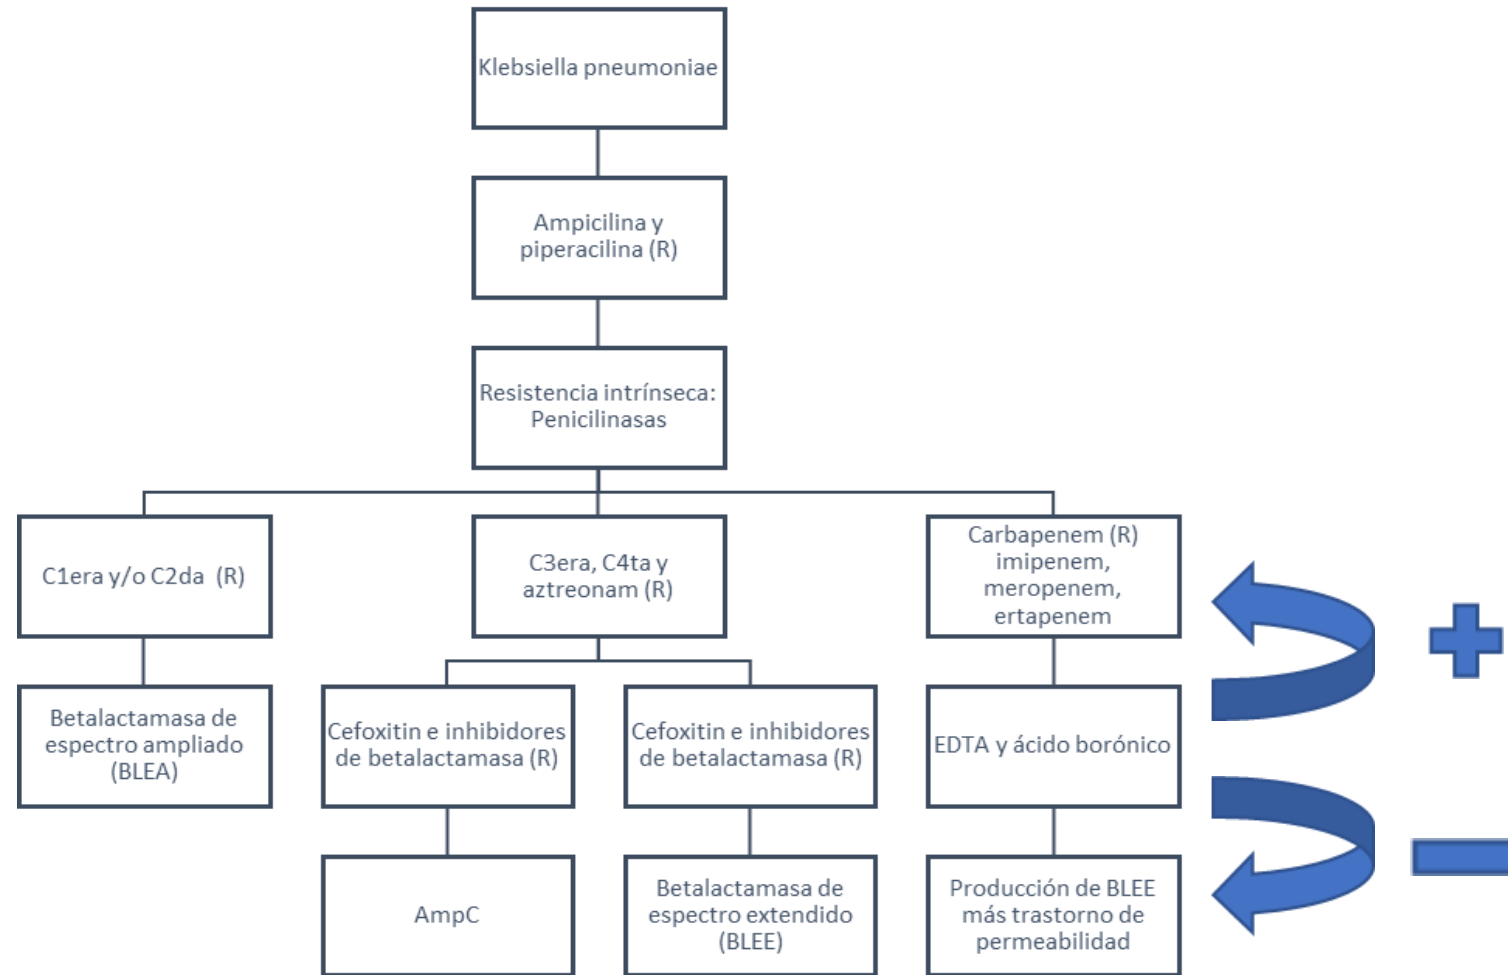 Klebsiella pneumoniae
Ampicilina y
piperacilina (R)
Resistencia intrínseca:
Penicilinasas
C1era y/o C2da (R)
C3era, C4ta y
aztreonam (R)
Carbapenem (R)
imipenem,
meropenem,
ertapenem
Betalactamasa de
espectro ampliado
(BLEA)
Cefoxitin e inhibidores
de betalactamasa (R)
Cefoxitin e inhibidores
de betalactamasa (R)
EDTA y ácido borónico
AmpC
Betalactamasa de
espectro extendido
(BLEE)
Producción de BLEE
más trastorno de
permeabilidad